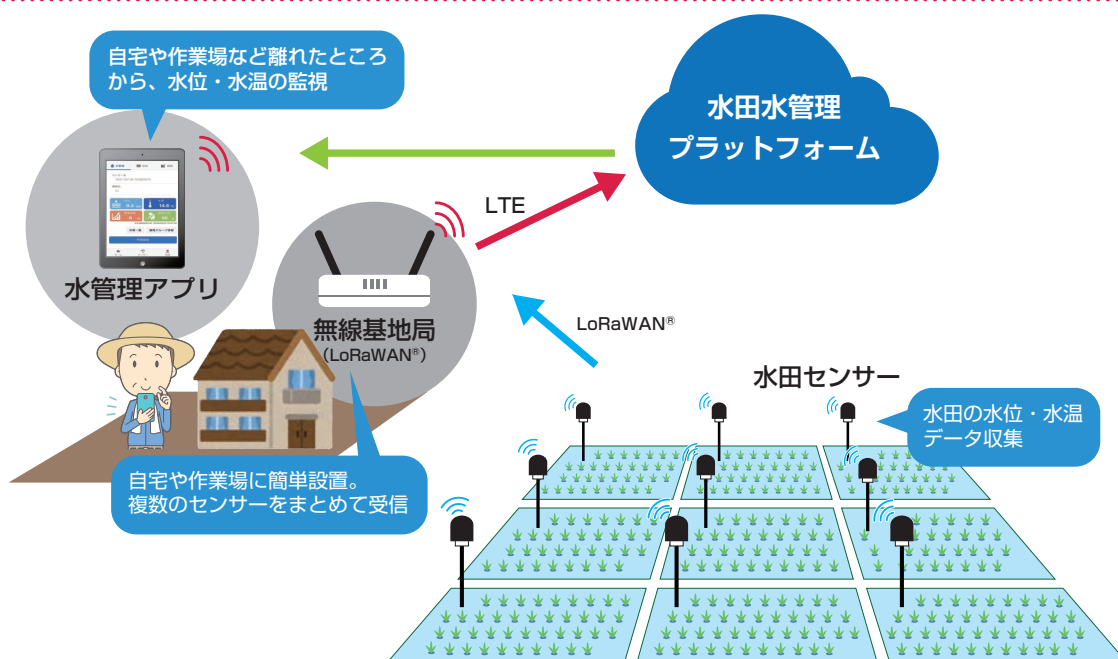 自宅や作業場など離れたところ
から、水位・水温の監視
水田水管理
プラットフォーム
LTE
水管理アプリ
無線基地局
(LoRaWAN®)
LoRaWAN®
水田センサー
水田の水位・水温
データ収集
自宅や作業場に簡単設置。
複数のセンサーをまとめて受信